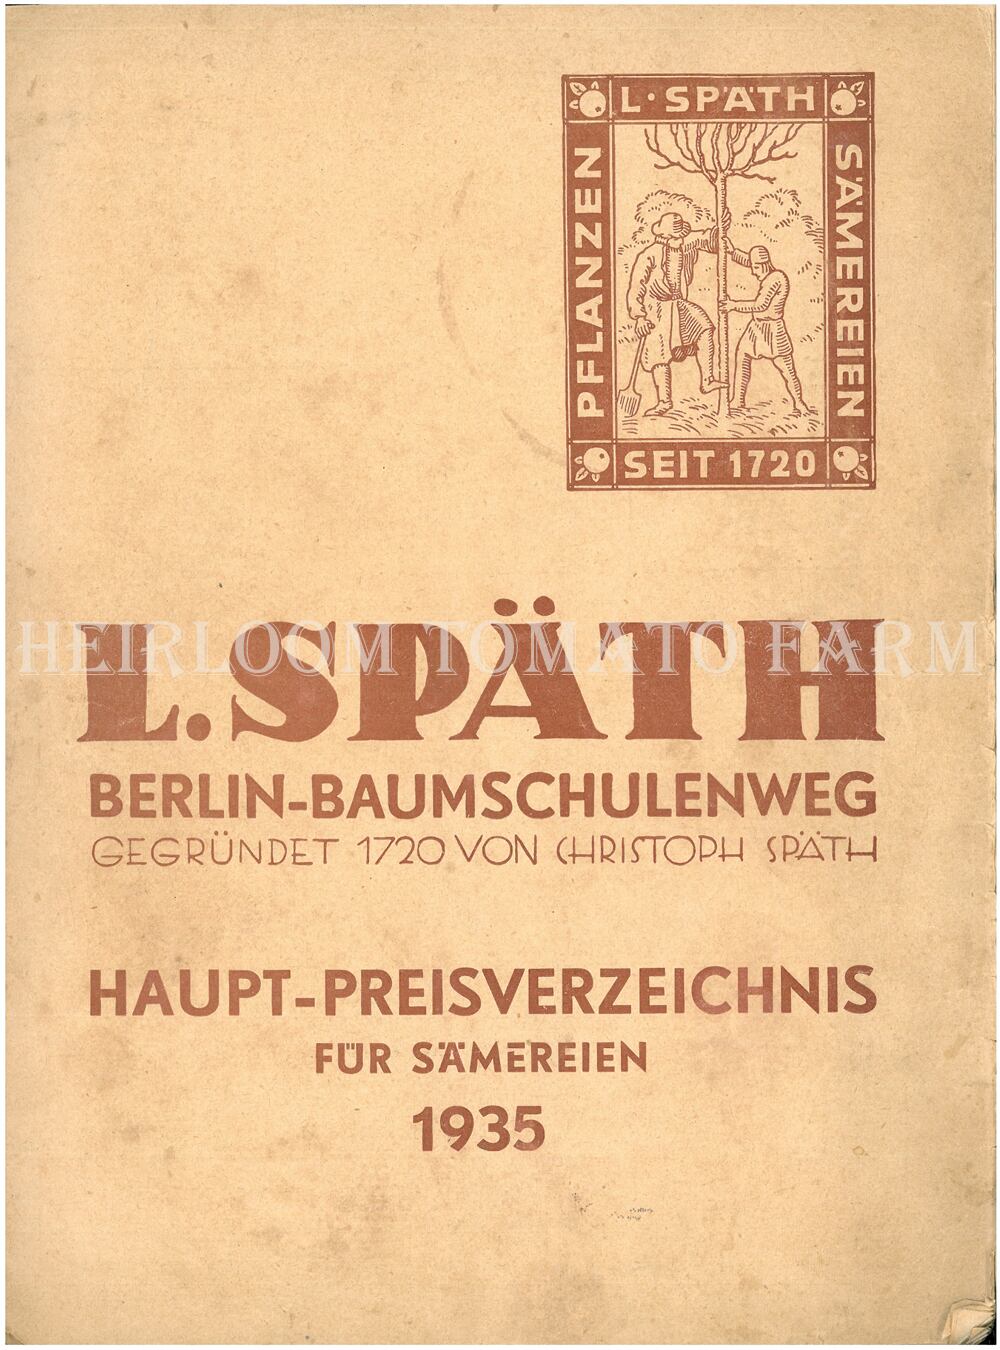 L·SPÄTH
PFLANZEN
SÄMEREIEN
SEIT 1720
HEIRLOOM TOMATO FARM
L.SPÄTH
BERLIN-BAUMSCHULENWEG
GEGRÜNDET 1720 VON CHRISTOPH SPÄTH
HAUPT-PREISVERZEICHNIS
FÜR SÄMEREIEN
1935